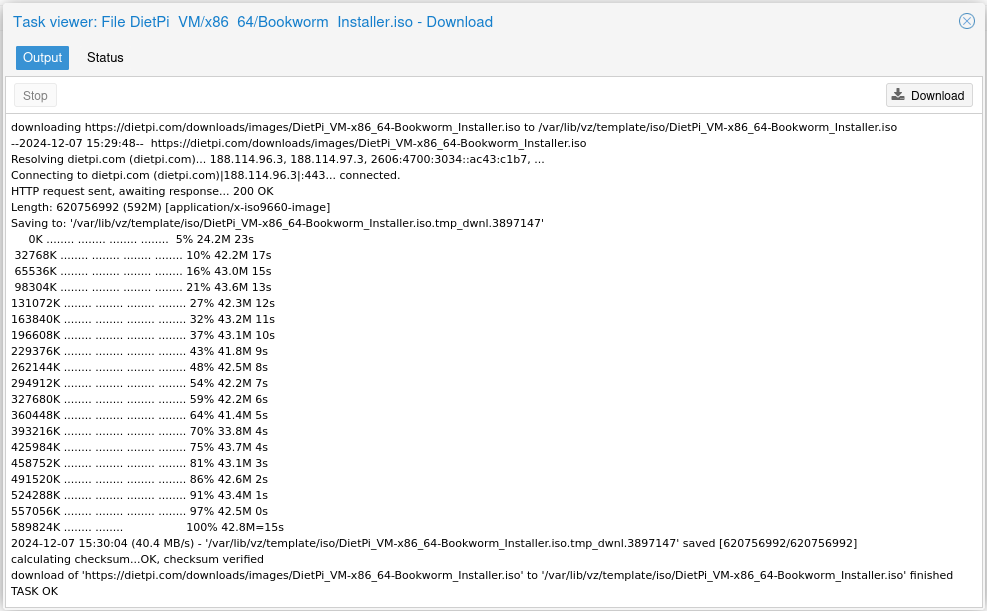 Task viewer: File DietPi VM/x86 64/Bookworm Installer.iso - Download
Output Status
Stop Download
downloading https://dietpi.com/downloads/images/DietPi_VM-x86_64-Bookworm_Installer.iso to /var/lib/vz/template/iso/DietPi_VM-x86_64-Bookworm_Installer.iso
--2024-12-07 15:29:48-- https://dietpi.com/downloads/images/DietPi_VM-x86_64-Bookworm_Installer.iso
Resolving dietpi.com (dietpi.com)... 188.114.96.3, 188.114.97.3, 2606:4700:3034::ac43:c1b7, ...
Connecting to dietpi.com (dietpi.com)|188.114.96.3|:443... connected.
HTTP request sent, awaiting response... 200 OK
Length: 620756992 (592M) [application/x-iso9660-image]
Saving to: '/var/lib/vz/template/iso/DietPi_VM-x86_64-Bookworm_Installer.iso.tmp_dwnl.3897147'
0K ........ ........ ........ ........ 5% 24.2M 23s
32768K ........ ........ ........ ........ 10% 42.2M 17s
65536K ........ ........ ........ ........ 16% 43.0M 15s
98304K ........ ........ ........ ........ 21% 43.6M 13s
131072K ........ ........ ........ ........ 27% 42.3M 12s
163840K ........ ........ ........ ........ 32% 43.2M 11s
196608K ........ ........ ........ ........ 37% 43.1M 10s
229376K ........ ........ ........ ........ 43% 41.8M 9s
262144K ........ ........ ........ ........ 48% 42.5M 8s
294912K ........ ........ ........ ........ 54% 42.2M 7s
327680K ........ ........ ........ ........ 59% 42.2M 6s
360448K ........ ........ ........ ........ 64% 41.4M 5s
393216K ........ ........ ........ ........ 70% 33.8M 4s
425984K ........ ........ ........ ........ 75% 43.7M 4s
458752K ........ ........ ........ ........ 81% 43.1M 3s
491520K ........ ........ ........ ........ 86% 42.6M 2s
524288K ........ ........ ........ ........ 91% 43.4M 1s
557056K ........ ........ ........ ........ 97% 42.5M 0s
589824K ........ ........ 100% 42.8M=15s
2024-12-07 15:30:04 (40.4 MB/s) - '/var/lib/vz/template/iso/DietPi_VM-x86_64-Bookworm_Installer.iso.tmp_dwnl.3897147' saved [620756992/620756992]
calculating checksum...OK, checksum verified
download of 'https://dietpi.com/downloads/images/DietPi_VM-x86_64-Bookworm_Installer.iso' to '/var/lib/vz/template/iso/DietPi_VM-x86_64-Bookworm_Installer.iso' finished
TASK OK